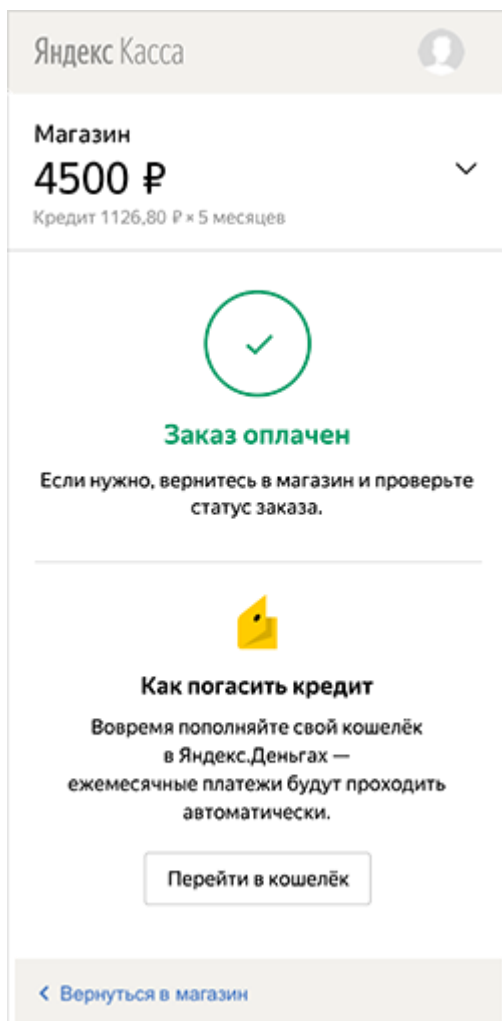 Яндекс Касса
Магазин
4500 ₽
Кредит 1126,80 ₽ × 5 месяцев
Заказ оплачен
Если нужно, вернитесь в магазин и проверьте
статус заказа.
Как погасить кредит
Вовремя пополняйте свой кошелёк
в Яндекс.Деньгах —
ежемесячные платежи будут проходить
автоматически.
Перейти в кошелёк
Вернуться в магазин